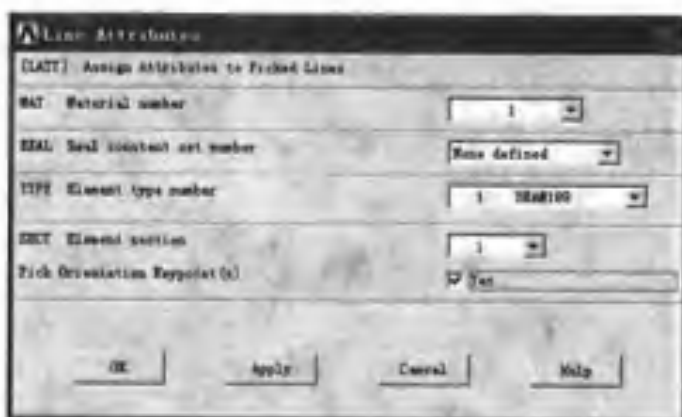 Line Attributes
[LATT] Assign Attributes to Picked Lines
MAT Material number
1
REAL Real constant set number
None defined
TYPE Element type number
1 BEAM189
SECT Element section
1
Pick Orientation Keypoint(s)
Yes
OK
Apply
Cancel
Help